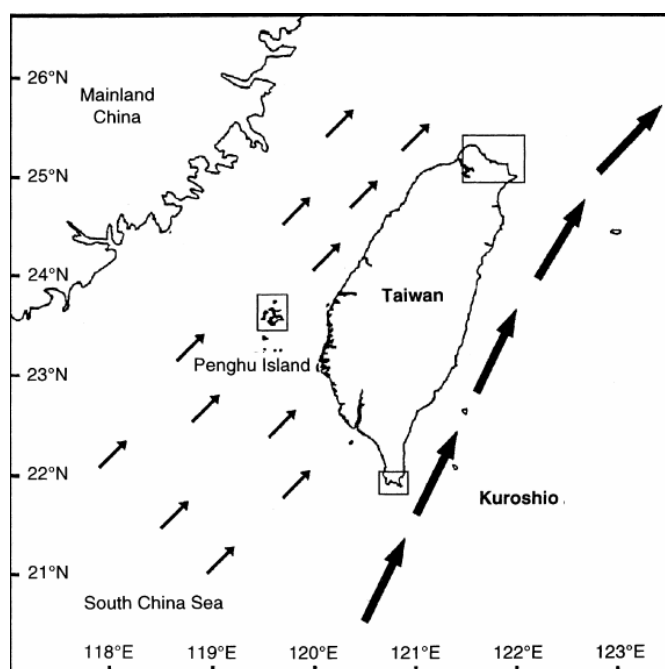 26°N
Mainland
China
25°N
24°N
Taiwan
23°N
Penghu Island
22°N
Kuroshio
21°N
South China Sea
118°E 119°E 120°E 121°E 122°E 123°E